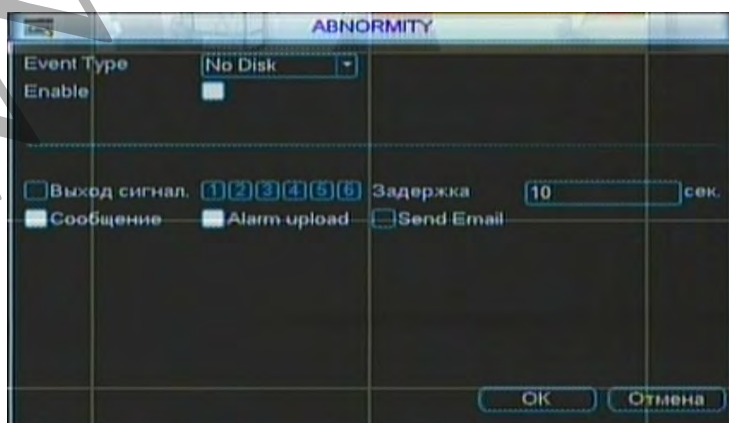 ABNORMITY
Event Type No Disk
Enable
Выход сигнал. 1 2 3 4 5 6 Задержка 10 сек.
Сообщение Alarm upload Send Email
OK Отмена